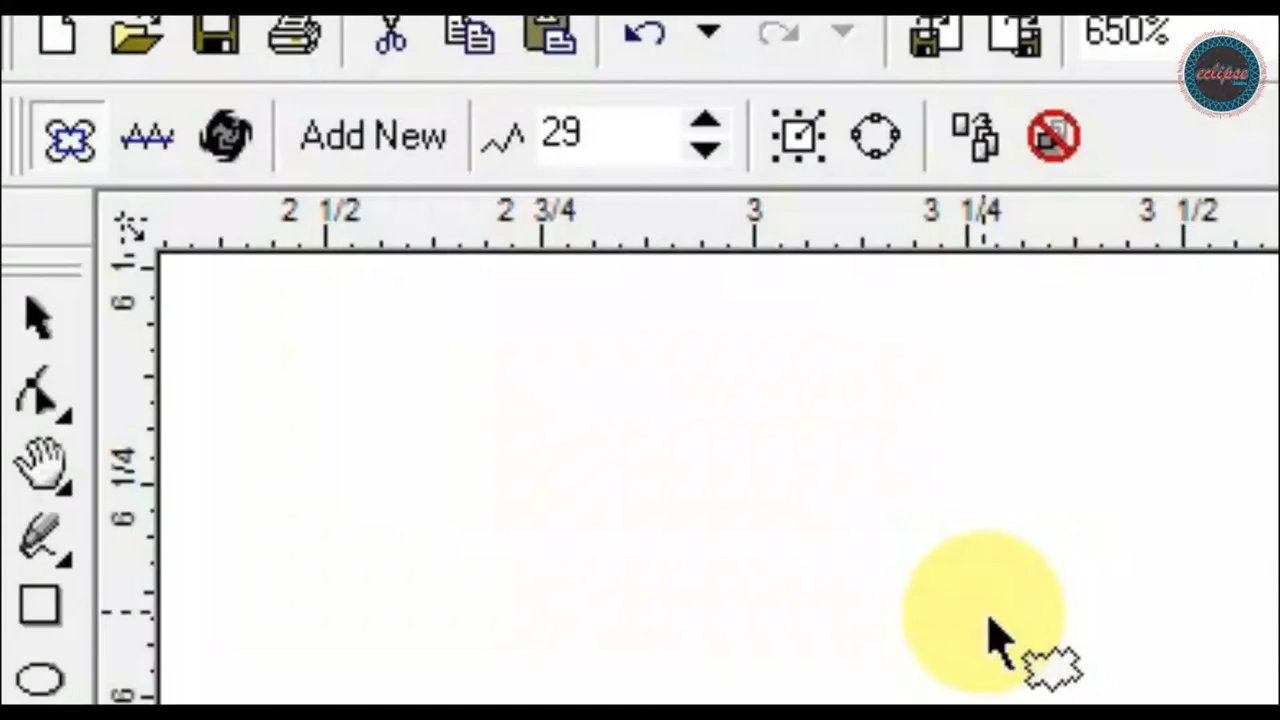 650%
eclipse
Add New
29
2 1/2 2 3/4 3 3 1/4 3 1/2
6 1
6 1/4
6